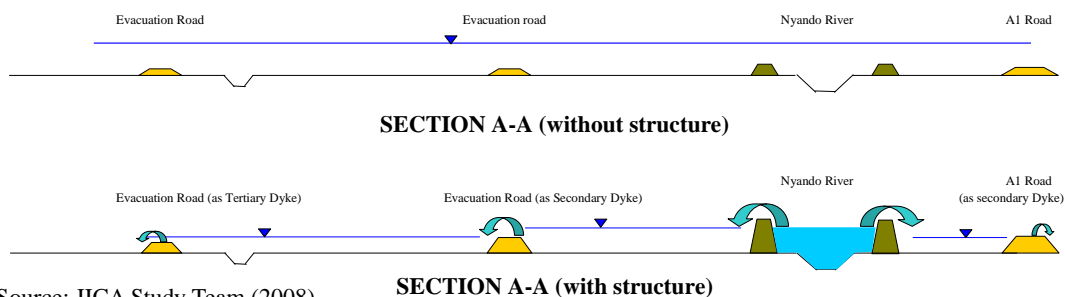 Evacuation Road Evacuation road Nyando River A1 Road
SECTION A-A (without structure)
Nyando River A1 Road
Evacuation Road (as Tertiary Dyke) Evacuation Road (as Secondary Dyke) (as secondary Dyke)
SECTION A-A (with structure)
Source: JICA Study Team (2008)